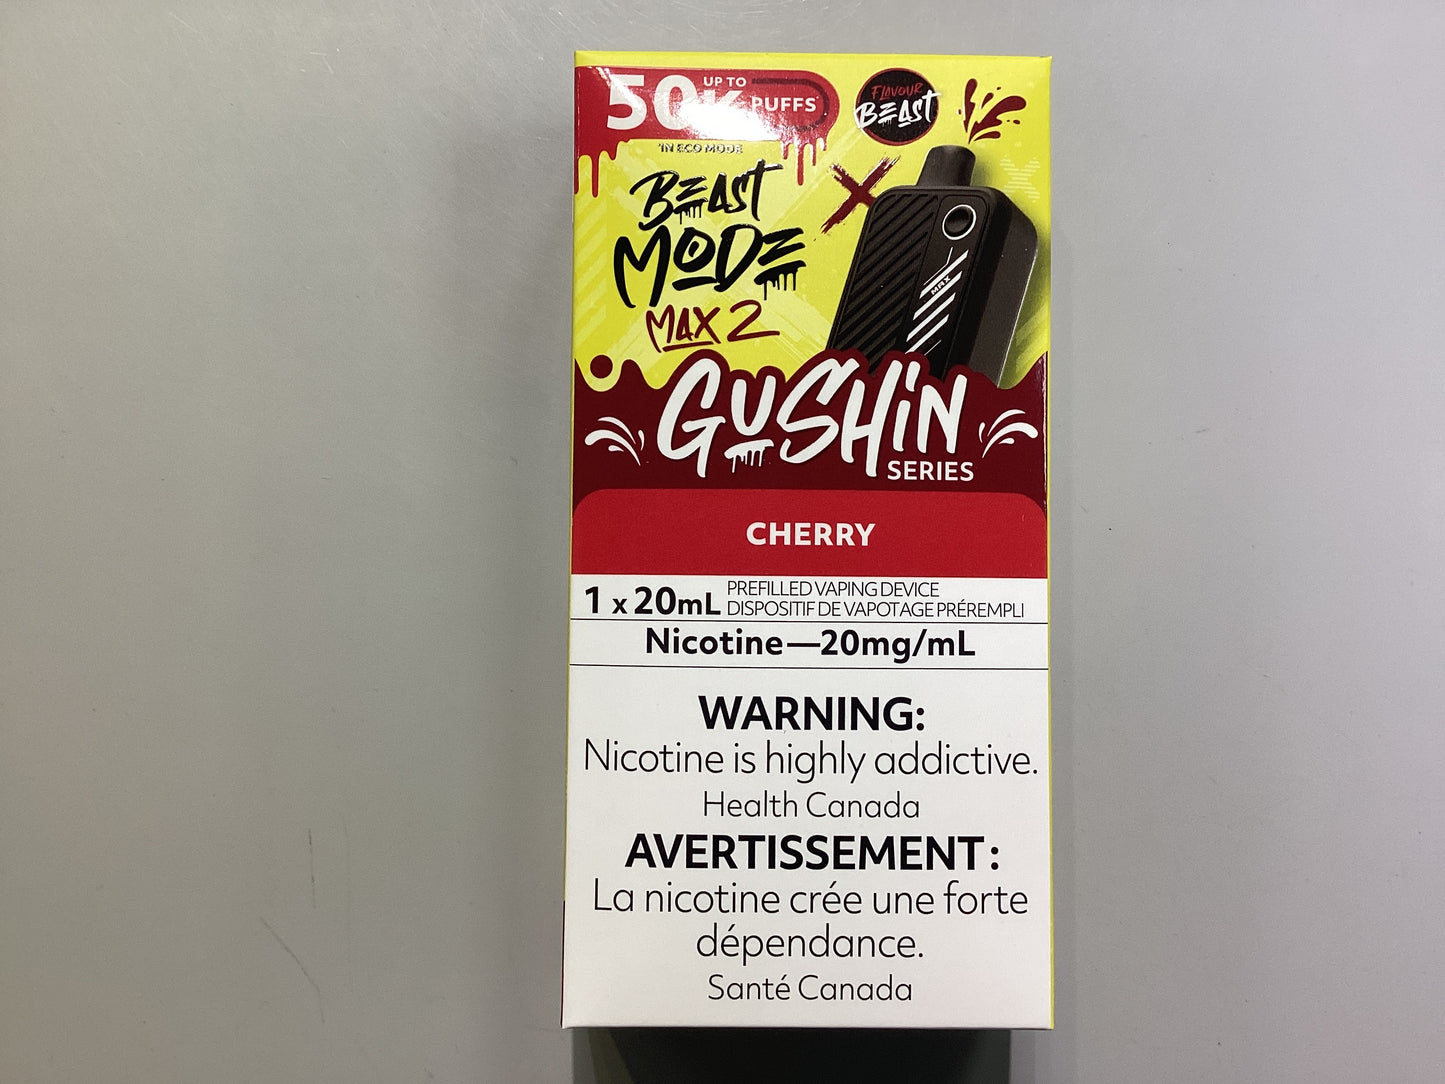 50K UP TO PUFFS*
*IN ECO MODE
FLAVOUR
BEAST
BEAST
MODE
MAX 2
MAX
GUSHiN
SERIES
CHERRY
1 x 20mL PREFILLED VAPING DEVICE
DISPOSITIF DE VAPOTAGE PRÉREMPLI
Nicotine—20mg/mL
WARNING:
Nicotine is highly addictive.
Health Canada
AVERTISSEMENT :
La nicotine crée une forte
dépendance.
Santé Canada